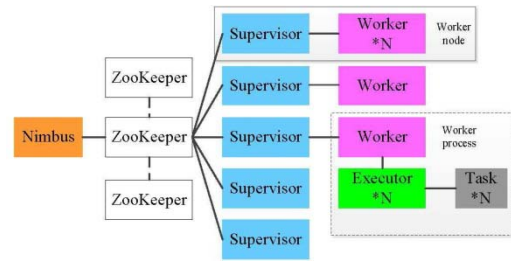 Supervisor
Worker
*N
Worker
node
ZooKeeper
Supervisor
Worker
Nimbus
ZooKeeper
Supervisor
Worker
Worker
process
ZooKeeper
Supervisor
Executor
*N
Task
*N
Supervisor